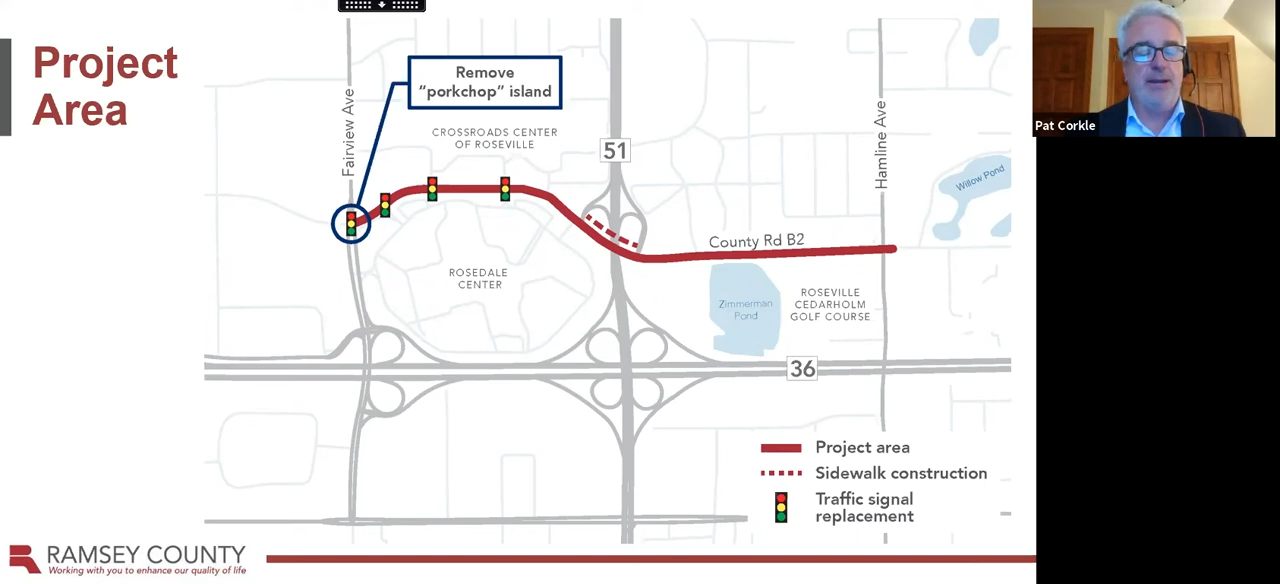 Project
Area
Remove
“porkchop” island
Fairview Ave
CROSSROADS CENTER
OF ROSEVILLE
51
Hamline Ave
Willow Pond
County Rd B2
ROSEDALE
CENTER
Zimmerman
Pond
ROSEVILLE
CEDARHOLM
GOLF COURSE
36
Project area
Sidewalk construction
Traffic signal
replacement
RAMSEY COUNTY
Working with you to enhance our quality of life
Pat Corkle